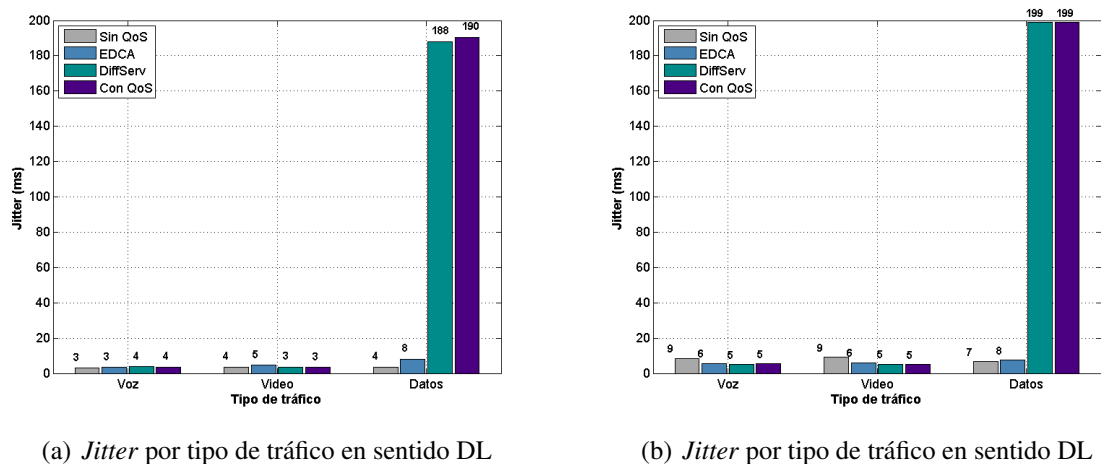 200
180
160
140
120
100
80
60
40
20
0
Jitter (ms)
Sin QoS
EDCA
DiffServ
Con QoS
3 3 4 4
4 5 3 3
4 8 188 190
Voz Video Datos
Tipo de tráfico
(a) Jitter por tipo de tráfico en sentido DL
200
180
160
140
120
100
80
60
40
20
0
Jitter (ms)
Sin QoS
EDCA
DiffServ
Con QoS
9 6 5 5
9 6 5 5
7 8 199 199
Voz Video Datos
Tipo de tráfico
(b) Jitter por tipo de tráfico en sentido DL